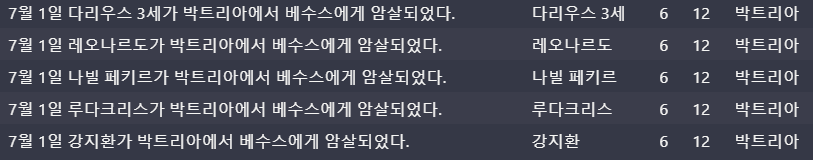 7월 1일 다리우스 3세가 박트리아에서 베수스에게 암살되었다. 다리우스 3세 6 12 박트리아
7월 1일 레오나르도가 박트리아에서 베수스에게 암살되었다. 레오나르도 6 12 박트리아
7월 1일 나빌 페키르가 박트리아에서 베수스에게 암살되었다. 나빌 페키르 6 12 박트리아
7월 1일 루다크리스가 박트리아에서 베수스에게 암살되었다. 루다크리스 6 12 박트리아
7월 1일 강지환가 박트리아에서 베수스에게 암살되었다. 강지환 6 12 박트리아